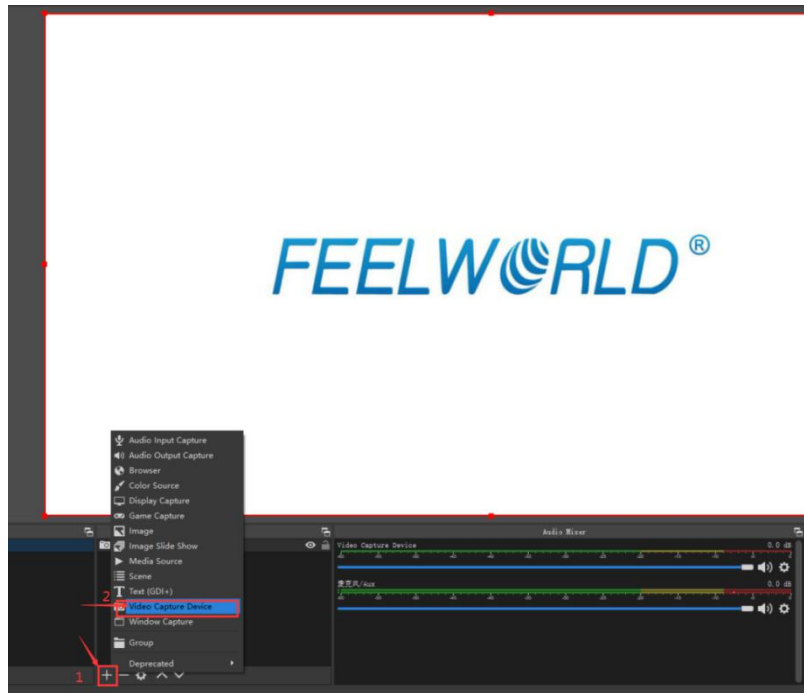 FEELWORLD®
Audio Input Capture
Audio Output Capture
Browser
Color Source
Display Capture
Game Capture
Image
Image Slide Show
Media Source
Scene
T Text (GDI+)
2
Video Capture Device
Window Capture
Group
Deprecated
1
Audio Mixer
Video Capture Device
0.0 dB
麦克风/Aux
0.0 dB